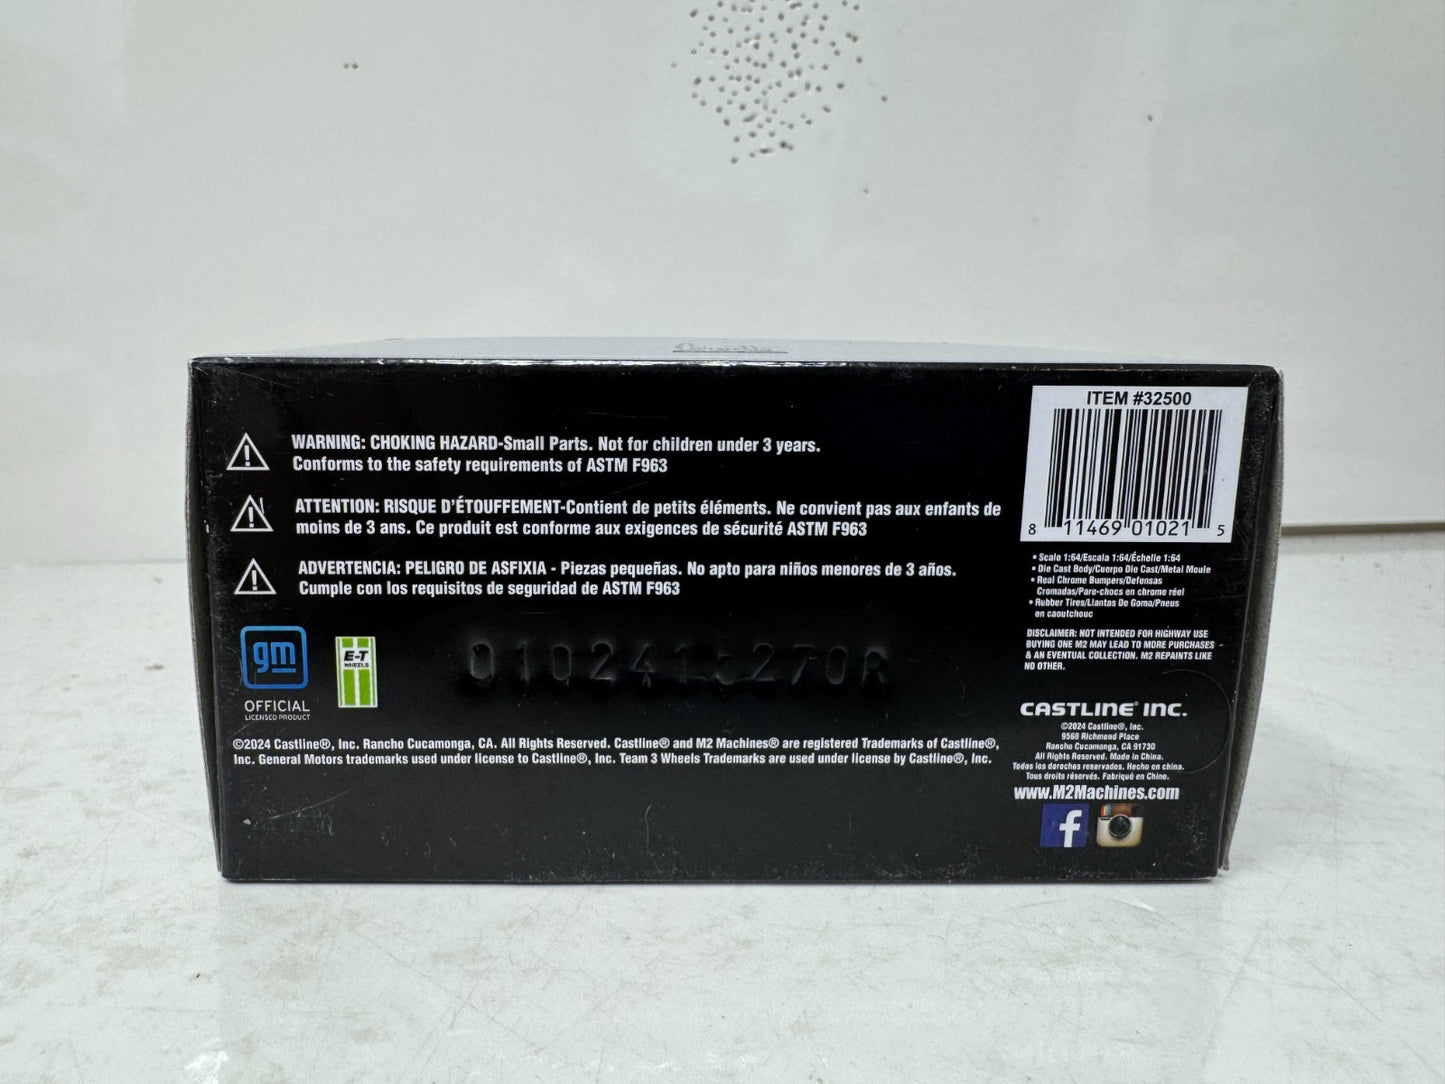 WARNING: CHOKING HAZARD-Small Parts. Not for children under 3 years.
Conforms to the safety requirements of ASTM F963
ATTENTION: RISQUE D'ÉTOUFFEMENT-Contient de petits éléments. Ne convient pas aux enfants de
moins de 3 ans. Ce produit est conforme aux exigences de sécurité ASTM F963
ADVERTENCIA: PELIGRO DE ASFIXIA - Piezas pequeñas. No apto para niños menores de 3 años.
Cumple con los requisitos de seguridad de ASTM F963
gm
OFFICIAL
LICENSED PRODUCT
E-T
WHEELS
©2024 Castline®, Inc. Rancho Cucamonga, CA. All Rights Reserved. Castline® and M2 Machines® are registered Trademarks of Castline®,
Inc. General Motors trademarks used under license to Castline®, Inc. Team 3 Wheels Trademarks are used under license by Castline®, Inc.
ITEM #32500
8 11469 01021 5
• Scale 1:64/Escala 1:64/Échelle 1:64
• Die Cast Body/Cuerpo Die Cast/Metal Moule
• Real Chrome Bumpers/Defensas
Cromadas/Pare-chocs en chrome réel
• Rubber Tires/Llantas De Goma/Pneus
en caoutchouc
DISCLAIMER: NOT INTENDED FOR HIGHWAY USE
BUYING ONE M2 MAY LEAD TO MORE PURCHASES
& AN EVENTUAL COLLECTION. M2 REPAINTS LIKE
NO OTHER.
CASTLINE® INC.
©2024 Castline®, Inc.
9568 Richmond Place
Rancho Cucamonga, CA 91730
All Rights Reserved. Made in China.
Todos los derechos reservados. Hecho en china.
Tous droits réservés. Fabriqué en Chine.
www.M2Machines.com
f